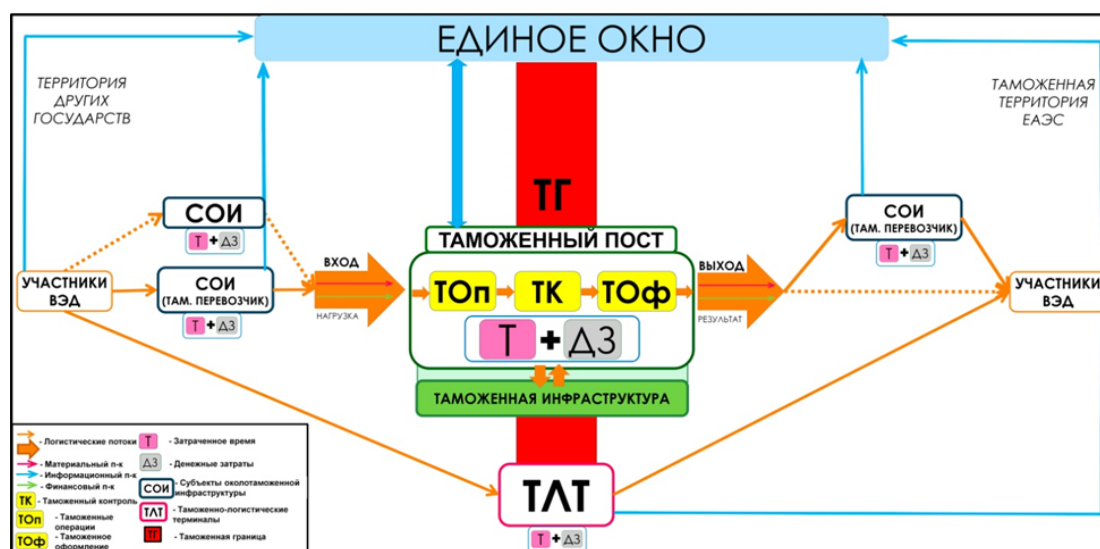 ЕДИНОЕ ОКНО
ТЕРРИТОРИЯ
ДРУГИХ
ГОСУДАРСТВ
ТАМОЖЕННАЯ
ТЕРРИТОРИЯ
ЕАЭС
ТГ
СОИ
Т + ДЗ
УЧАСТНИКИ
ВЭД
СОИ
(ТАМ. ПЕРЕВОЗЧИК)
Т + ДЗ
ВХОД
НАГРУЗКА
ТАМОЖЕННЫЙ ПОСТ
ТОп
ТК
ТОф
Т + ДЗ
ТАМОЖЕННАЯ ИНФРАСТРУКТУРА
ВЫХОД
РЕЗУЛЬТАТ
СОИ
(ТАМ. ПЕРЕВОЗЧИК)
Т + ДЗ
УЧАСТНИКИ
ВЭД
ТЛТ
Т + ДЗ
- Логистические потоки
- Материальный п-к
- Информационный п-к
- Финансовый п-к
ТК - Таможенный контроль
ТОп - Таможенные
операции
ТОф - Таможенное
оформление
Т - Затраченное время
ДЗ - Денежные затраты
СОИ - Субъекты околотаможенной
инфраструктуры
ТЛТ - Таможенно-логистические
терминалы
ТГ - Таможенная граница